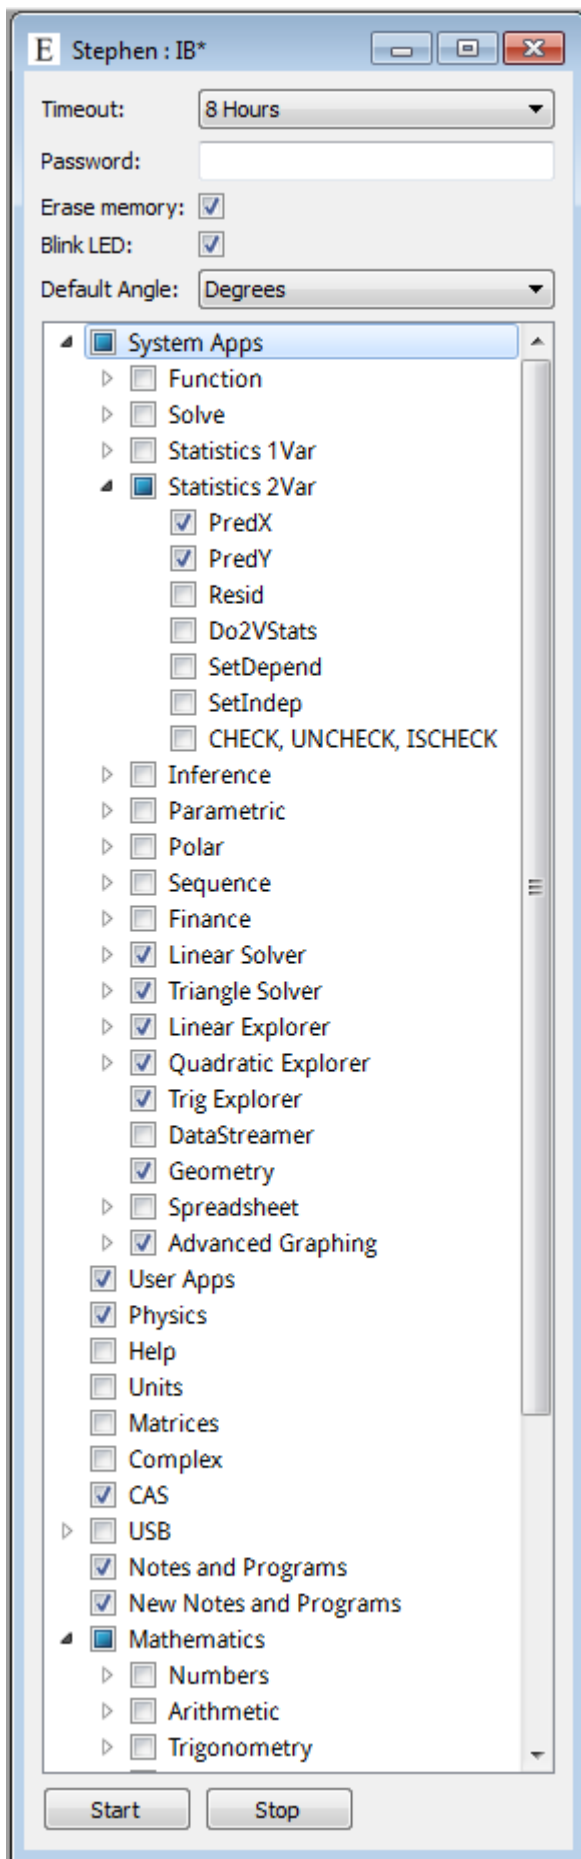 E Stephen : IB*
Timeout: 8 Hours
Password:
Erase memory:
Blink LED:
Default Angle: Degrees
System Apps
Function
Solve
Statistics 1Var
Statistics 2Var
PredX
PredY
Resid
Do2VStats
SetDepend
SetIndep
CHECK, UNCHECK, ISCHECK
Inference
Parametric
Polar
Sequence
Finance
Linear Solver
Triangle Solver
Linear Explorer
Quadratic Explorer
Trig Explorer
DataStreamer
Geometry
Spreadsheet
Advanced Graphing
User Apps
Physics
Help
Units
Matrices
Complex
CAS
USB
Notes and Programs
New Notes and Programs
Mathematics
Numbers
Arithmetic
Trigonometry
Start Stop